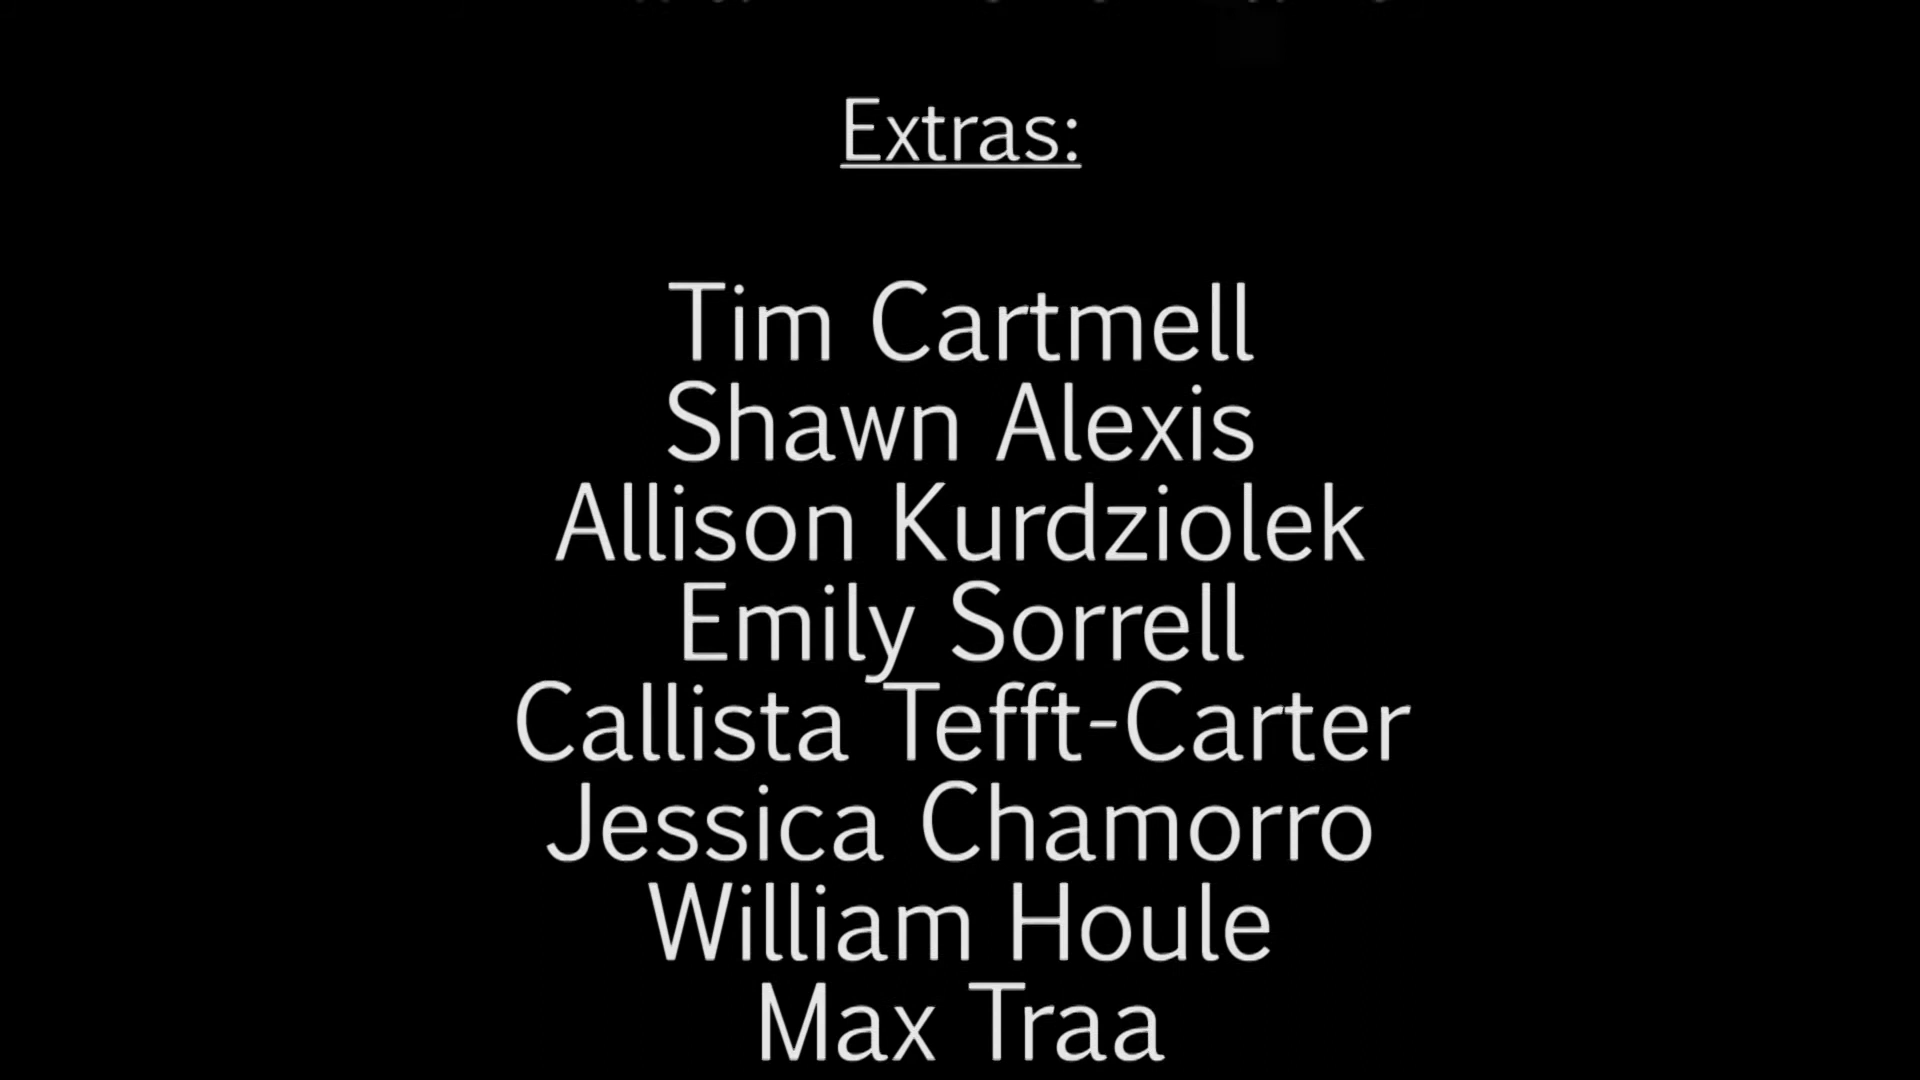 Extras:
Tim Cartmell
Shawn Alexis
Allison Kurdziolek
Emily Sorrell
Callista Tefft-Carter
Jessica Chamorro
William Houle
Max Traa